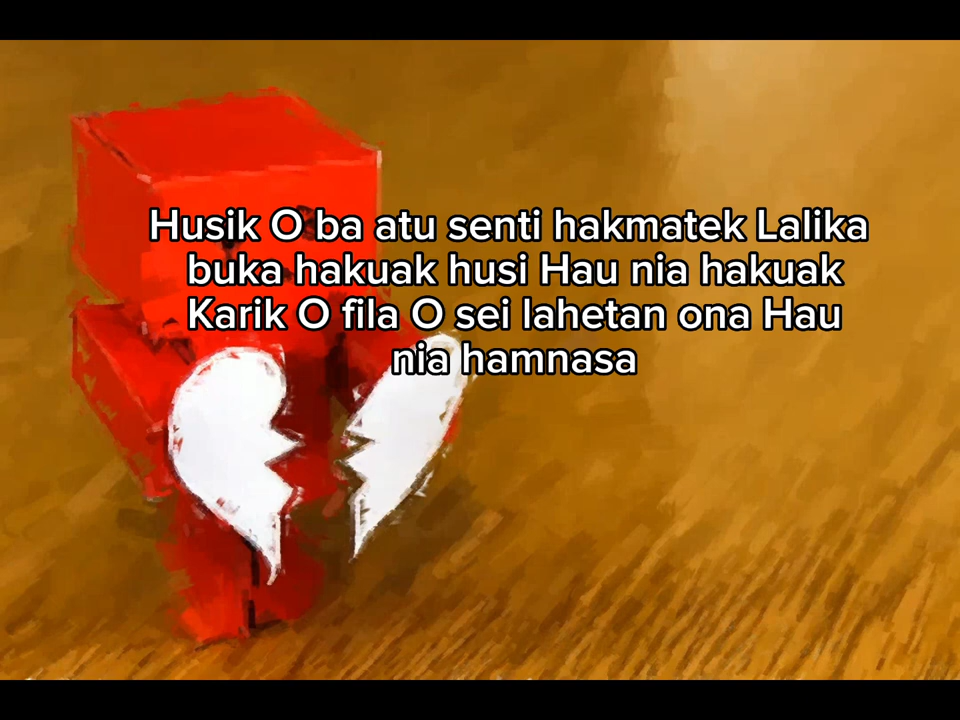 Husik O ba atu senti hakmatek Lalika
buka hakuak husi Hau nia hakuak
Karik O fila O sei lahetan ona Hau
nia hamnasa